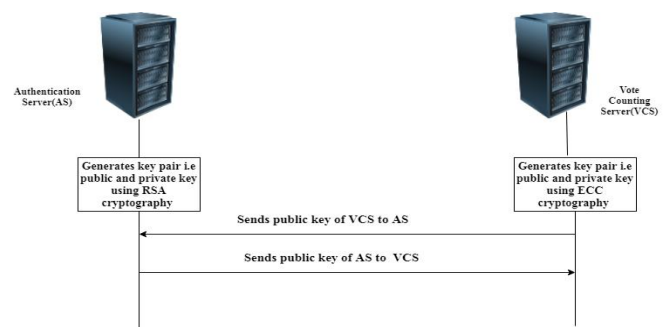 Authentication
Server(AS)
Vote
Counting
Server(VCS)
Generates key pair i.e
public and private key
using RSA
cryptography
Generates key pair i.e
public and private key
using ECC
cryptography
Sends public key of VCS to AS
Sends public key of AS to VCS